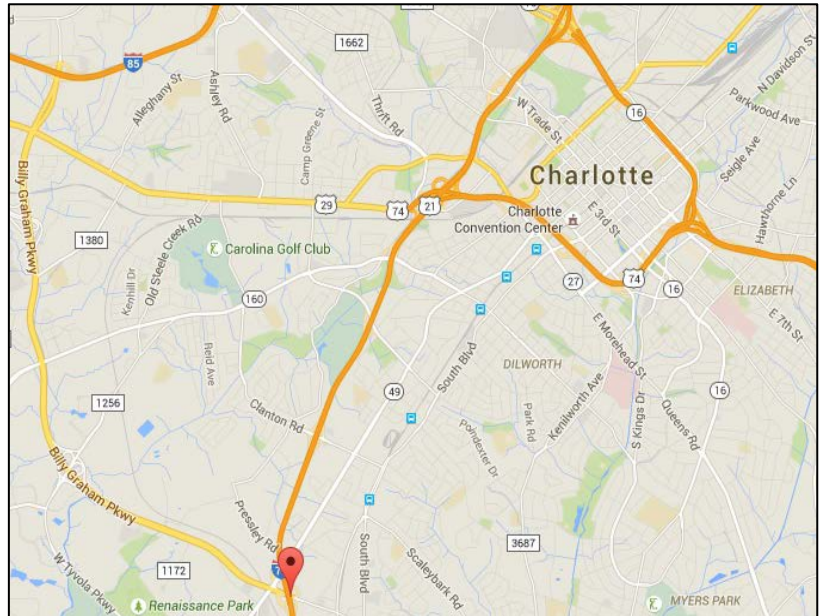 1662
85
N Davidson St
Alleghany St
Ashley Rd
Thrift Rd
W Trade St
16
Parkwood Ave
Camp Greene St
Seigle Ave
Billy Graham Pkwy
Charlotte
Hawthorne Ln
29
74
21
Charlotte
Convention Center
E 3rd St
1380
Old Steele Creek Rd
Carolina Golf Club
Kenhill Dr
160
27
74
16
ELIZABETH
E 7th St
Reid Ave
E Morehead St
DILWORTH
South Blvd
49
Kenilworth Ave
S Kings Dr
Queens Rd
16
1256
Clanton Rd
Park Rd
Poindexter Dr
Billy Graham Pkwy
Pressley Rd
W Tyvola Pkwy
1172
South Blvd
Scaleybark Rd
3687
Renaissance Park
MYERS PARK